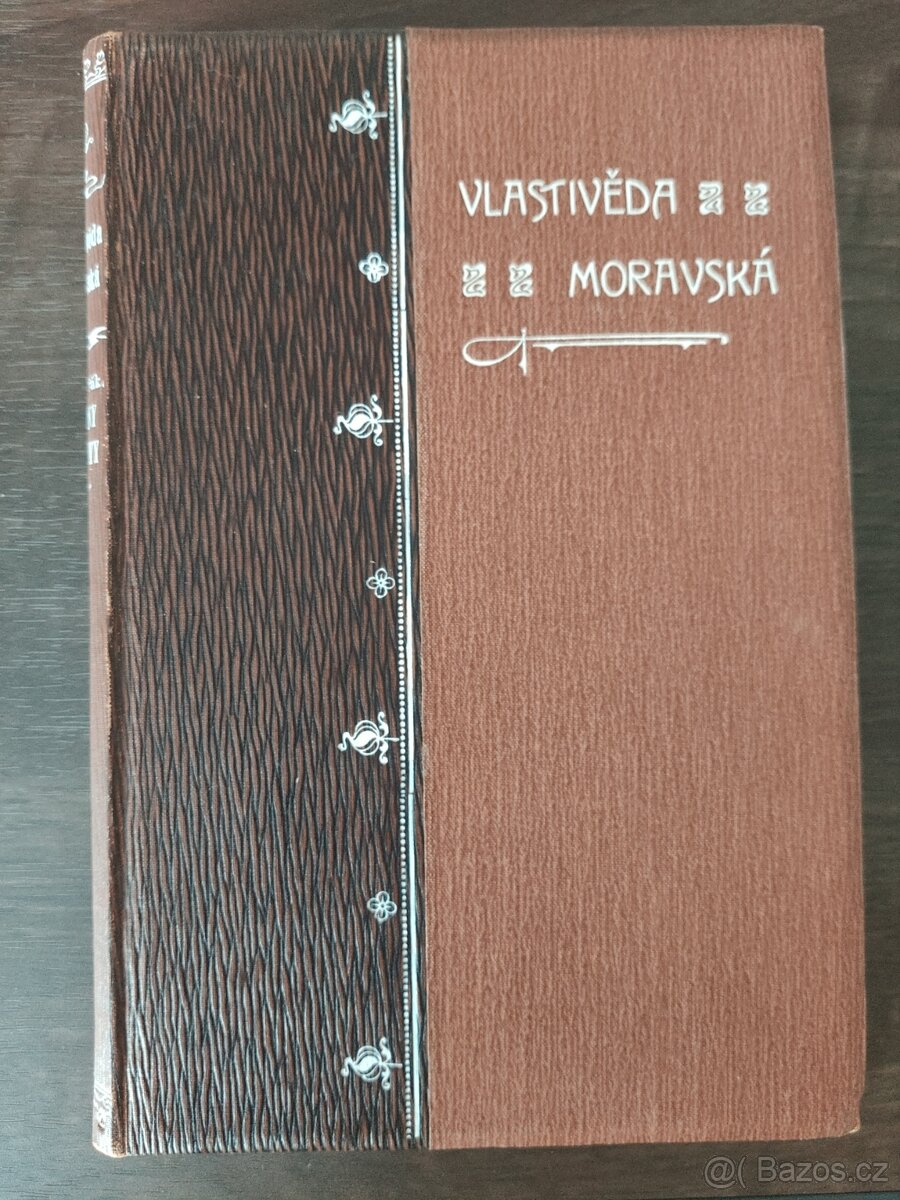 VLASTIVĚDA
MORAVSKÁ
@( Bazos.cz